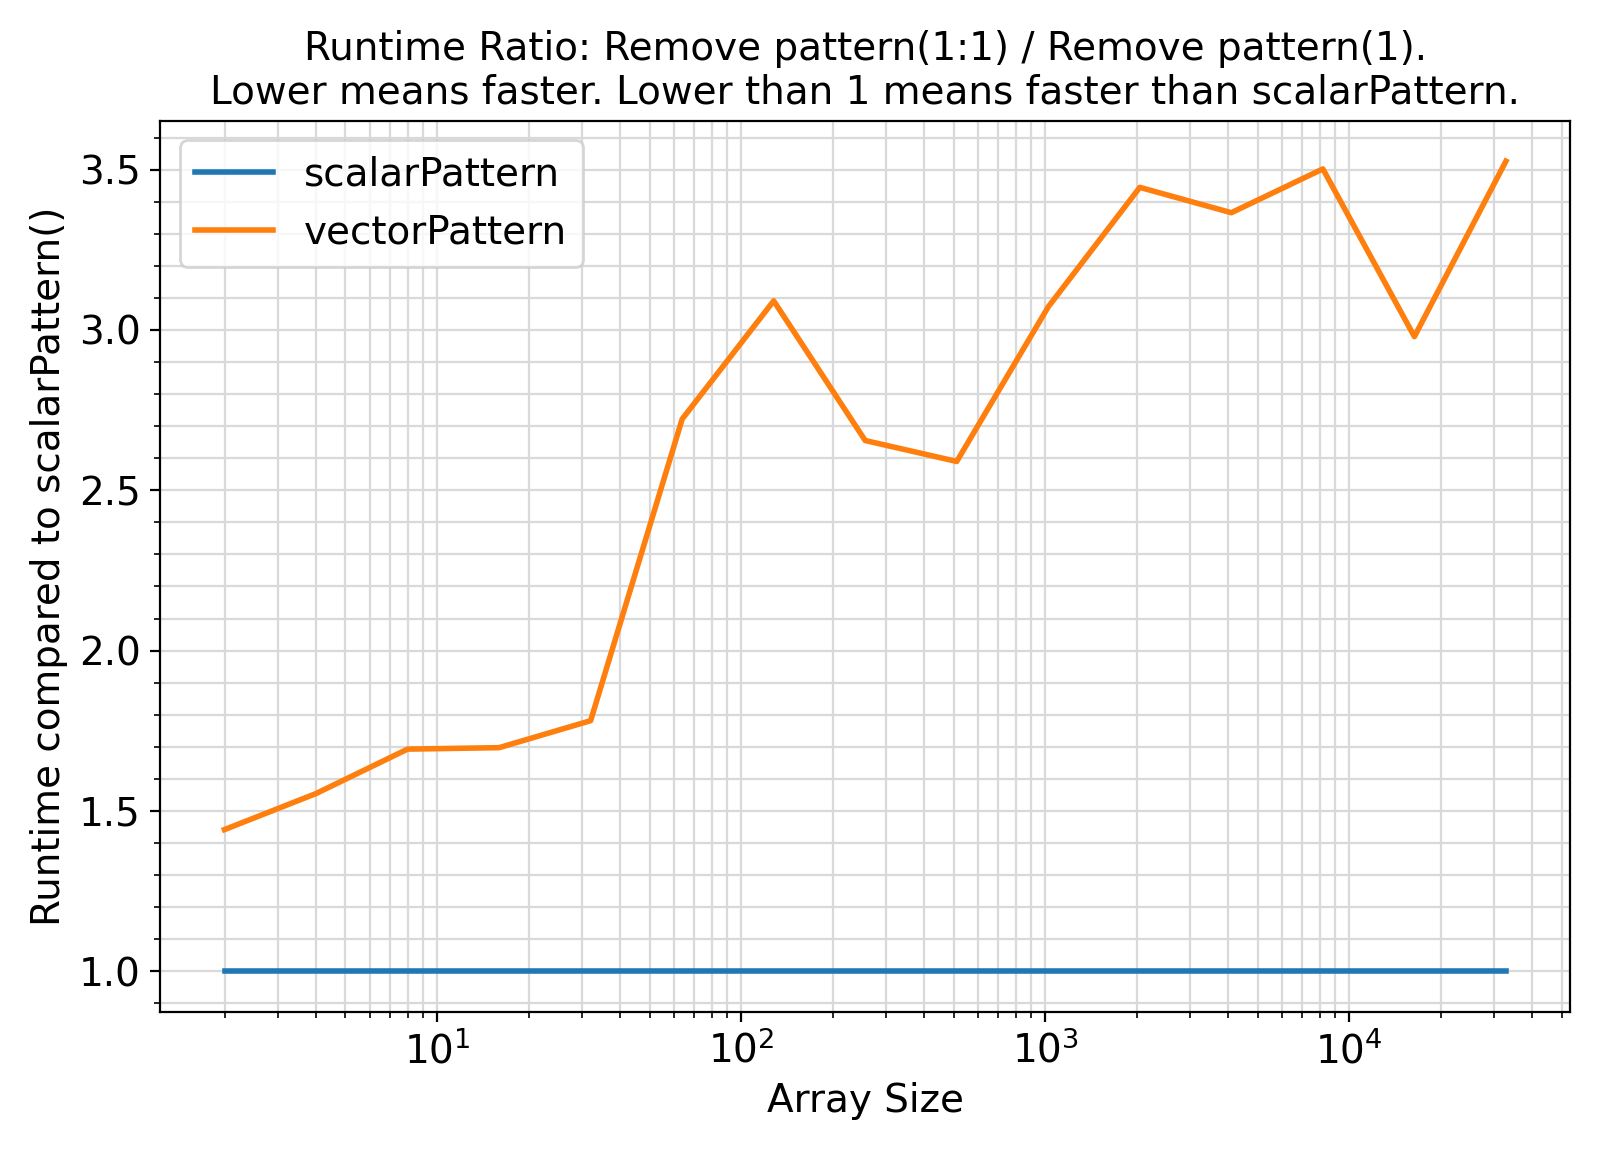 Runtime Ratio: Remove pattern(1:1) / Remove pattern(1).
Lower means faster. Lower than 1 means faster than scalarPattern.
scalarPattern
vectorPattern
Runtime compared to scalarPattern()
3.5
3.0
2.5
2.0
1.5
1.0
10¹ 10² 10³ 10⁴
Array Size